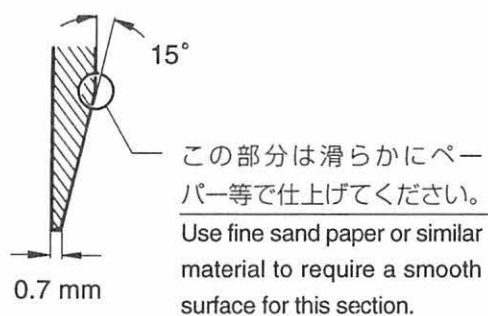 15°
この部分は滑らかにペー
パー等で仕上げてください。
Use fine sand paper or similar
material to require a smooth
surface for this section.
0.7 mm